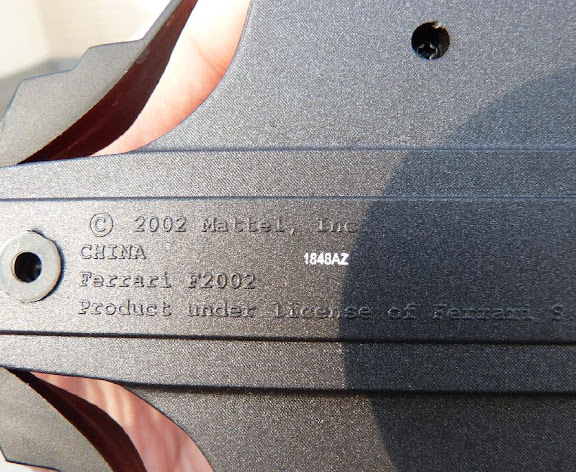 © 2002 Mattel, Inc.
CHINA
1848AZ
Ferrari F2002
Product under license of Ferrari S